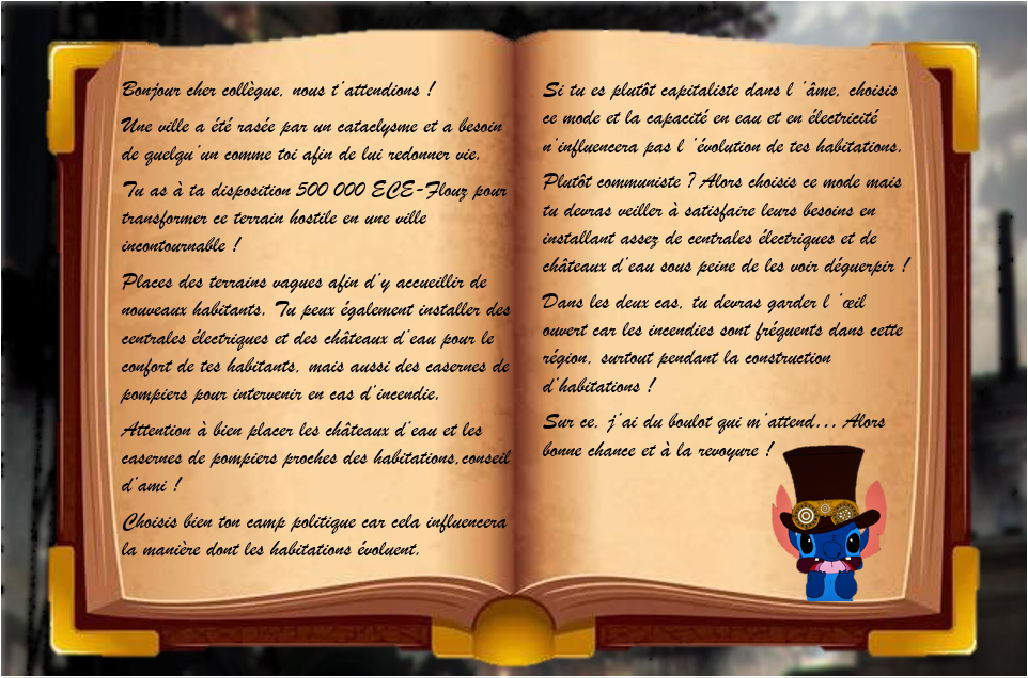 Bonjour cher collègue, nous t'attendions !
Une ville a été rasée par un cataclysme et a besoin
de quelqu'un comme toi afin de lui redonner vie.
Tu as à ta disposition 500 000 ECE-Flouz pour
transformer ce terrain hostile en une ville
incontournable !
Places des terrains vagues afin d'y accueillir de
nouveaux habitants. Tu peux également installer des
centrales électriques et des châteaux d'eau pour le
confort de tes habitants, mais aussi des casernes de
pompiers pour intervenir en cas d'incendie.
Attention à bien placer les châteaux d'eau et les
casernes de pompiers proches des habitations,conseil
d'ami !
Choisis bien ton camp politique car cela influencera
la manière dont les habitations évoluent.
Si tu es plutôt capitaliste dans l'âme, choisis
ce mode et la capacité en eau et en électricité
n'influencera pas l'évolution de tes habitations.
Plutôt communiste ? Alors choisis ce mode mais
tu devras veiller à satisfaire leurs besoins en
installant assez de centrales électriques et de
châteaux d'eau sous peine de les voir déguerpir !
Dans les deux cas, tu devras garder l'œil
ouvert car les incendies sont fréquents dans cette
région, surtout pendant la construction
d'habitations !
Sur ce, j'ai du boulot qui m'attend... Alors
bonne chance et à la revoyure !